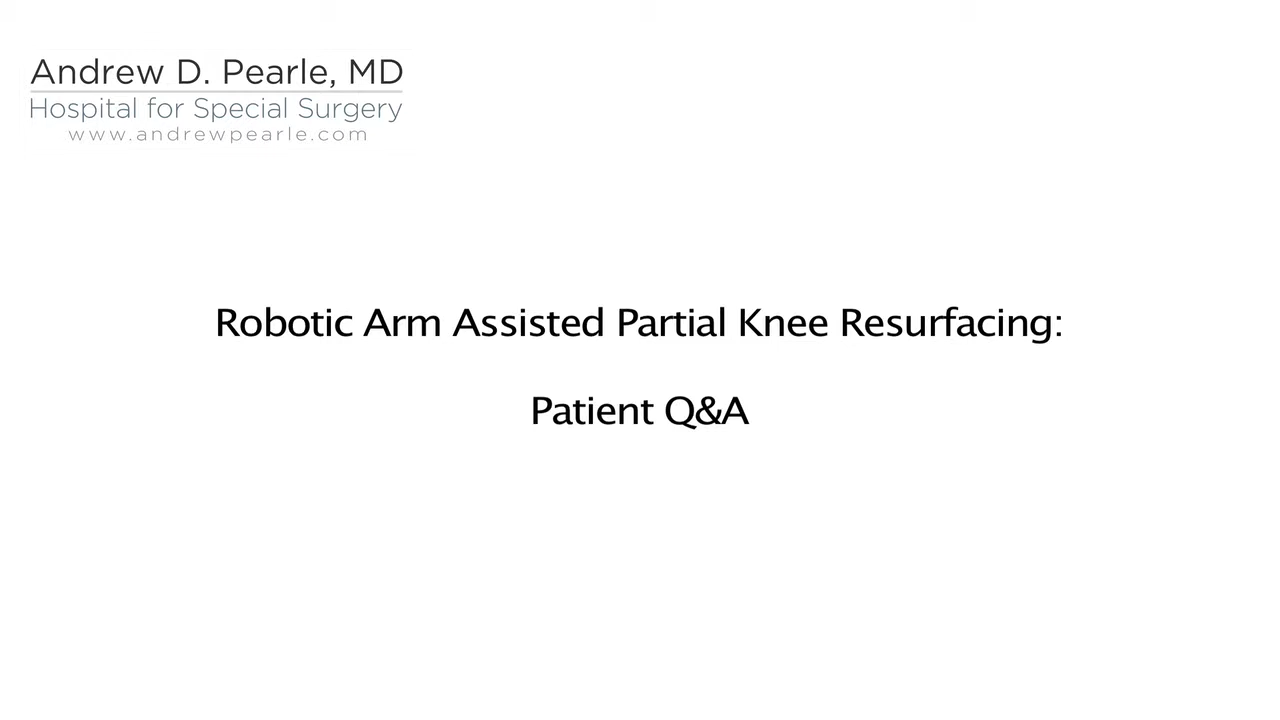 Andrew D. Pearle, MD
Hospital for Special Surgery
www.andrewpearle.com
Robotic Arm Assisted Partial Knee Resurfacing:
Patient Q&A